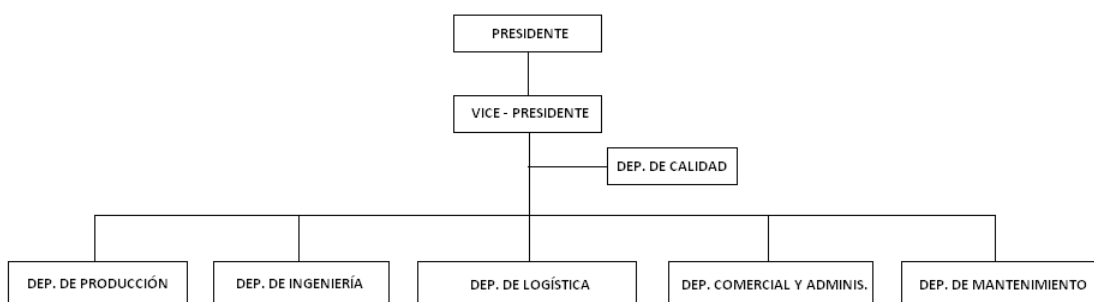 PRESIDENTE
VICE - PRESIDENTE
DEP. DE CALIDAD
DEP. DE PRODUCCIÓN
DEP. DE INGENIERÍA
DEP. DE LOGÍSTICA
DEP. COMERCIAL Y ADMINIS.
DEP. DE MANTENIMIENTO